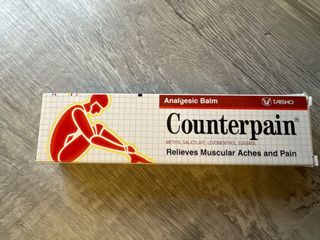 Analgesic Balm
TAISHO
Counterpain®
METHYL SALICYLATE, LEVOMENTHOL, EUGENOL
Relieves Muscular Aches and Pain